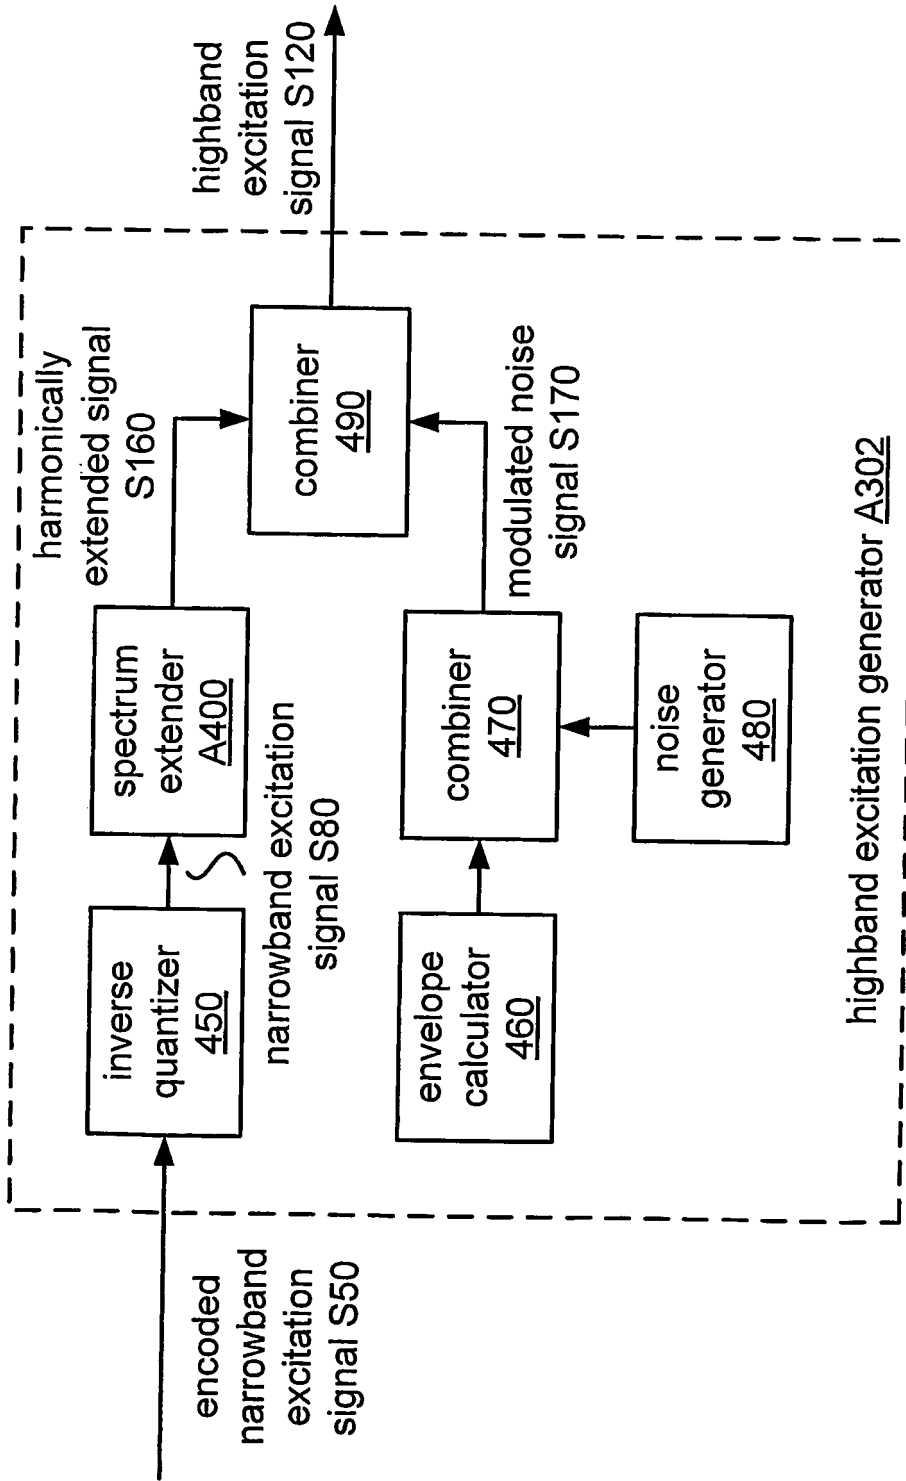 encoded
narrowband
excitation
signal S50
inverse
quantizer
450
narrowband excitation
signal S80
spectrum
extender
A400
harmonically
extended signal
S160
envelope
calculator
460
combiner
470
noise
generator
480
modulated noise
signal S170
combiner
490
highband
excitation
signal S120
highband excitation generator A302